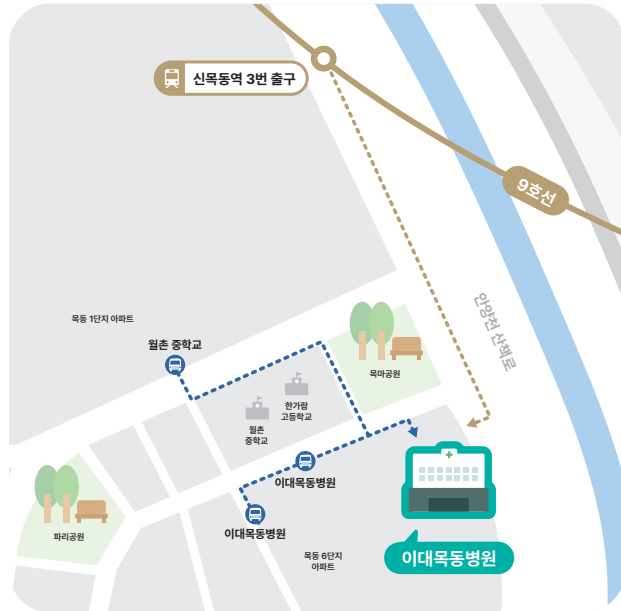 신목동역 3번 출구
9호선
안양천 산책로
목동 1단지 아파트
월촌 중학교
목마공원
한가람
고등학교
월촌
중학교
이대목동병원
이대목동병원
파리공원
목동 6단지
아파트
이대목동병원